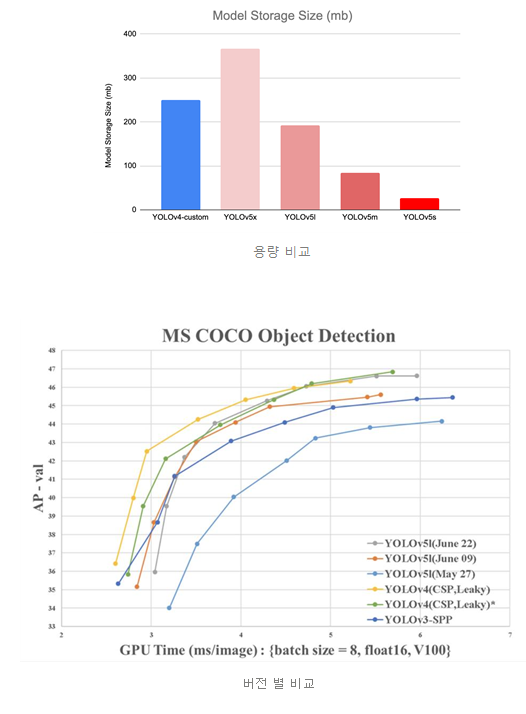 Model Storage Size (mb)
400
300
200
100
0
Model Storage Size (mb)
YOLOv4-custom YOLOv5x YOLOv5l YOLOv5m YOLOv5s
용량 비교
MS COCO Object Detection
48
47
46
45
44
43
42
41
40
39
38
37
36
35
34
33
AP - val
YOLOv5l(June 22)
YOLOv5l(June 09)
YOLOv5l(May 27)
YOLOv4(CSP,Leaky)
YOLOv4(CSP,Leaky)*
YOLOv3-SPP
2 3 4 5 6 7
GPU Time (ms/image) : {batch size = 8, float16, V100}
버전 별 비교